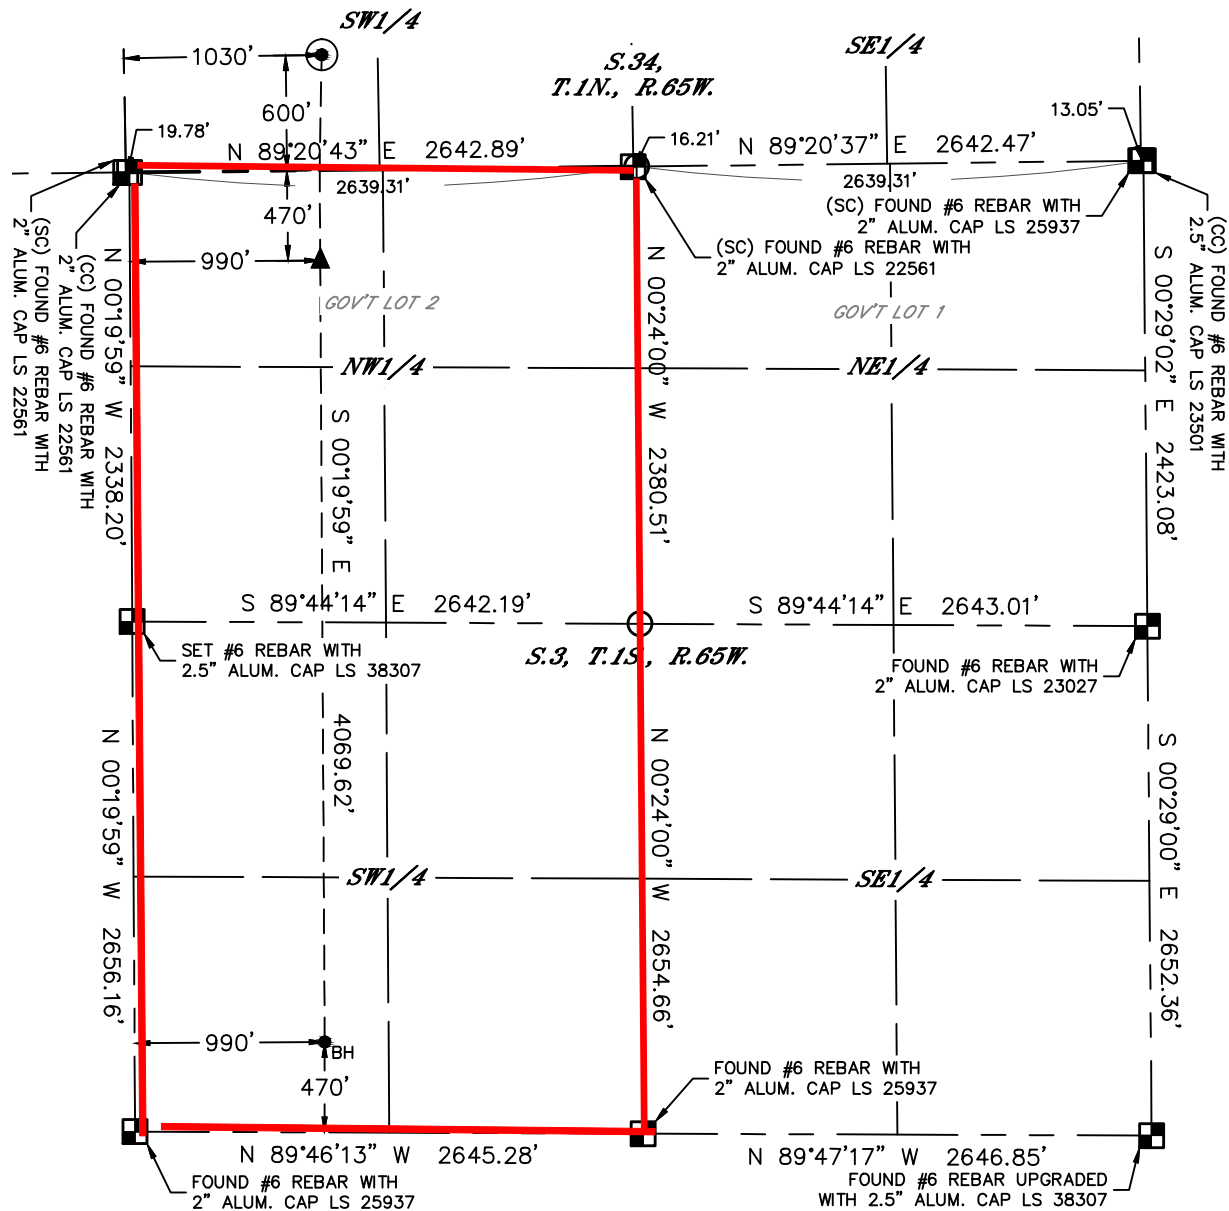 SW1/4
SE1/4
1030'
S.34,
T.1N., R.65W.
600'
13.05'
19.78'
16.21'
N 89°20'43" E 2642.89'
N 89°20'37" E 2642.47'
2639.31'
2639.31'
470'
(SC) FOUND #6 REBAR WITH
2" ALUM. CAP LS 25937
(SC) FOUND #6 REBAR WITH
2" ALUM. CAP LS 22561
990'
(SC) FOUND #6 REBAR WITH
2" ALUM. CAP LS 22561
(CC) FOUND #6 REBAR WITH
2" ALUM. CAP LS 22561
(CC) FOUND #6 REBAR WITH
2.5" ALUM. CAP LS 23501
GOV'T LOT 2
GOV'T LOT 1
N 00°19'59" W 2338.20'
N 00°24'00" W 2380.51'
S 00°29'02" E 2423.08'
NW1/4
NE1/4
S 00°19'59" E 4069.62'
S 89°44'14" E 2642.19'
S 89°44'14" E 2643.01'
SET #6 REBAR WITH
2.5" ALUM. CAP LS 38307
S.3, T.1S., R.65W.
FOUND #6 REBAR WITH
2" ALUM. CAP LS 23027
N 00°19'59" W 2656.16'
N 00°24'00" W 2654.66'
S 00°29'00" E 2652.36'
SW1/4
SE1/4
990'
BH
470'
FOUND #6 REBAR WITH
2" ALUM. CAP LS 25937
N 89°46'13" W 2645.28'
N 89°47'17" W 2646.85'
FOUND #6 REBAR WITH
2" ALUM. CAP LS 25937
FOUND #6 REBAR UPGRADED
WITH 2.5" ALUM. CAP LS 38307